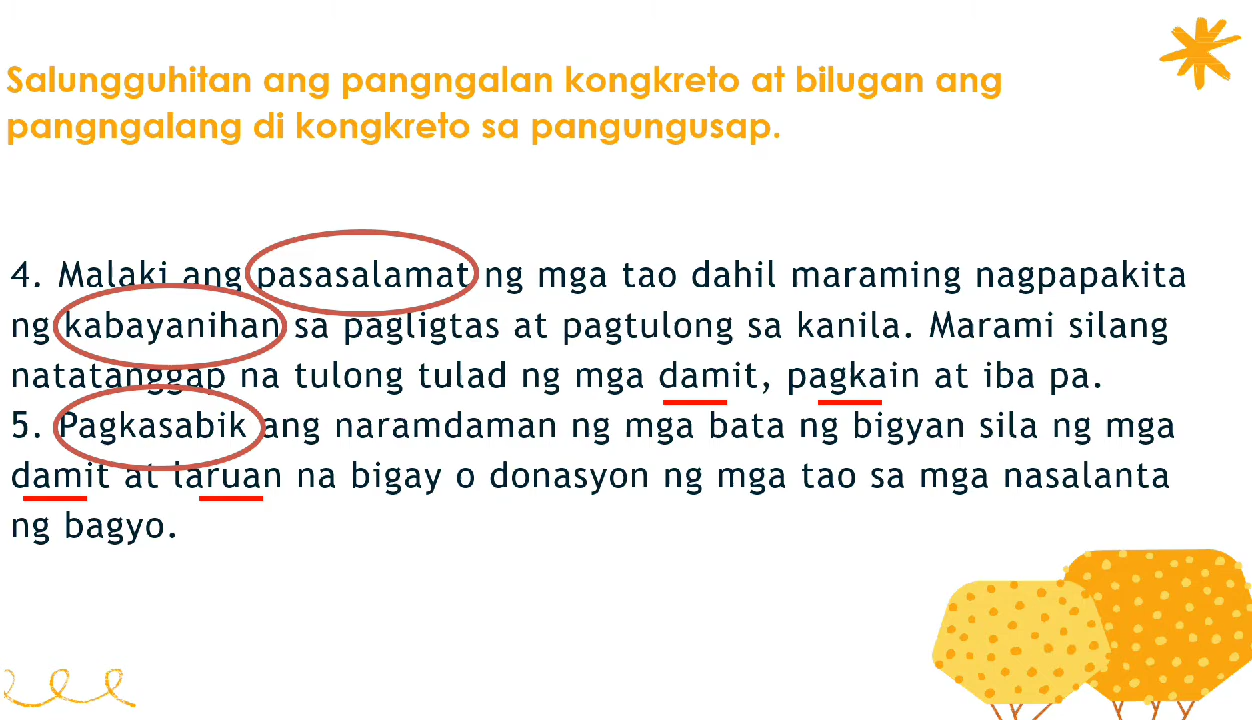 Salungguhitan ang pangngalan kongkreto at bilugan ang
pangngalang di kongkreto sa pangungusap.
4. Malaki ang pasasalamat ng mga tao dahil maraming nagpapakita
ng kabayanihan sa pagligtas at pagtulong sa kanila. Marami silang
natatanggap na tulong tulad ng mga damit, pagkain at iba pa.
5. Pagkasabik ang naramdaman ng mga bata ng bigyan sila ng mga
damit at laruan na bigay o donasyon ng mga tao sa mga nasalanta
ng bagyo.